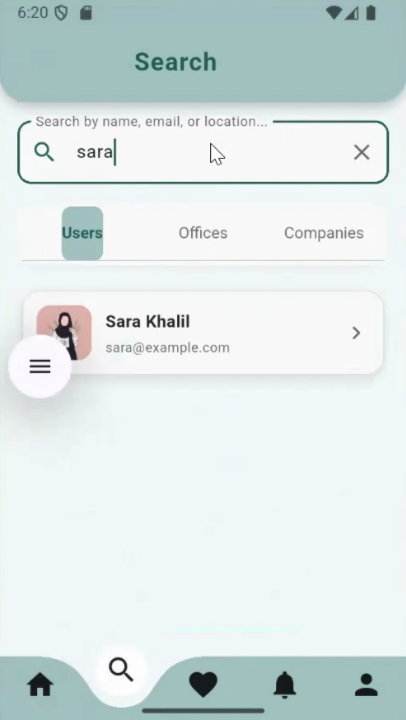 6:20
Search
Search by name, email, or location...
sara
Users Offices Companies
Sara Khalil
sara@example.com